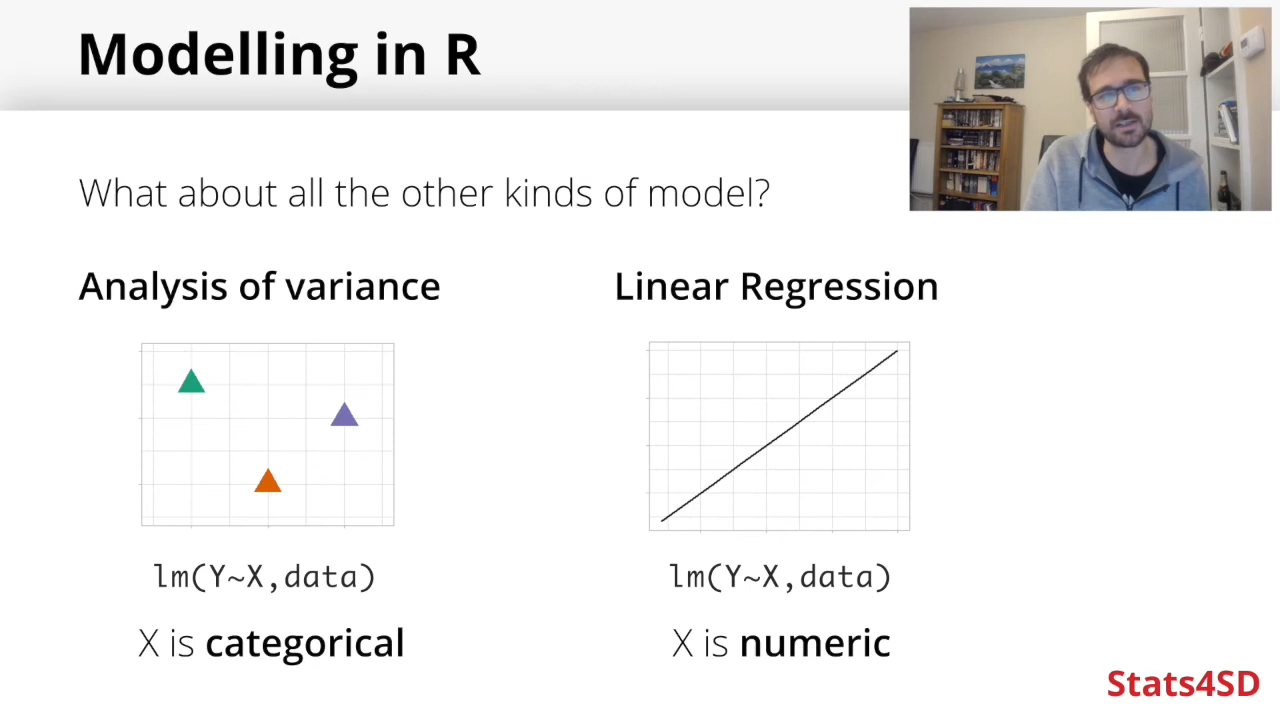 Modelling in R
What about all the other kinds of model?
Analysis of variance
Linear Regression
lm(Y~X,data)
lm(Y~X,data)
X is categorical
X is numeric
Stats4SD